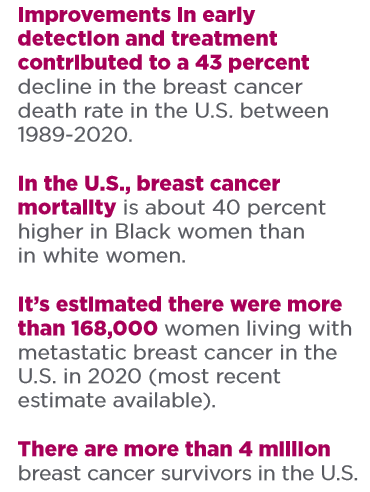 Improvements in early
detection and treatment
contributed to a 43 percent
decline in the breast cancer
death rate in the U.S. between
1989-2020.
In the U.S., breast cancer
mortality is about 40 percent
higher in Black women than
in white women.
It’s estimated there were more
than 168,000 women living with
metastatic breast cancer in the
U.S. in 2020 (most recent
estimate available).
There are more than 4 million
breast cancer survivors in the U.S.